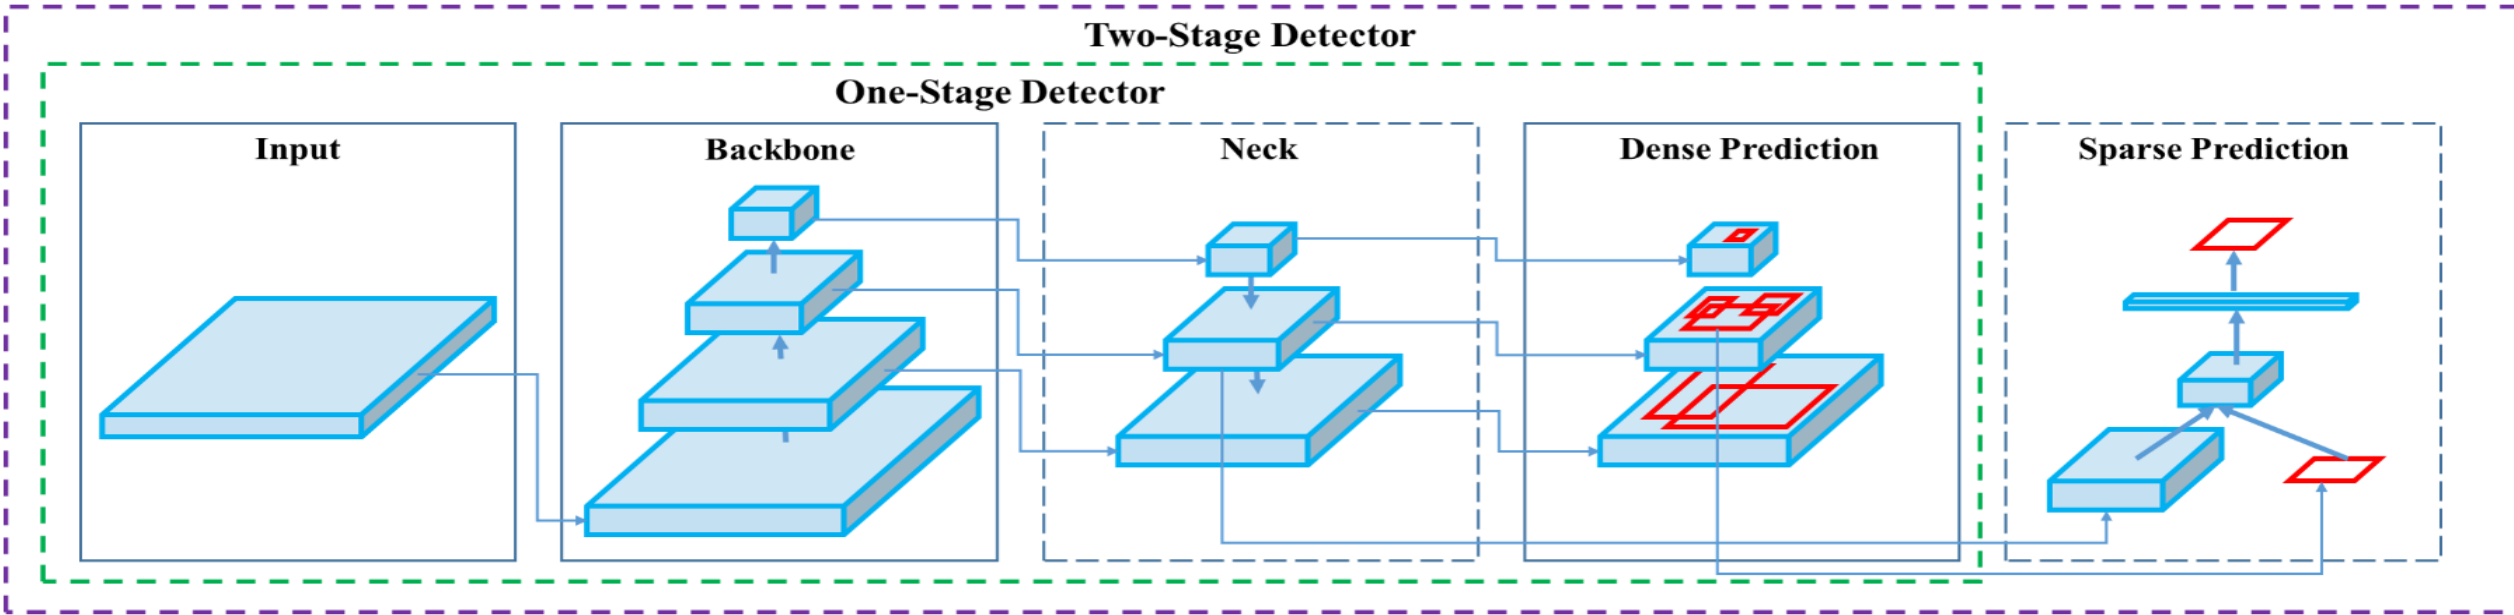 Two-Stage Detector
One-Stage Detector
Input
Backbone
Neck
Dense Prediction
Sparse Prediction